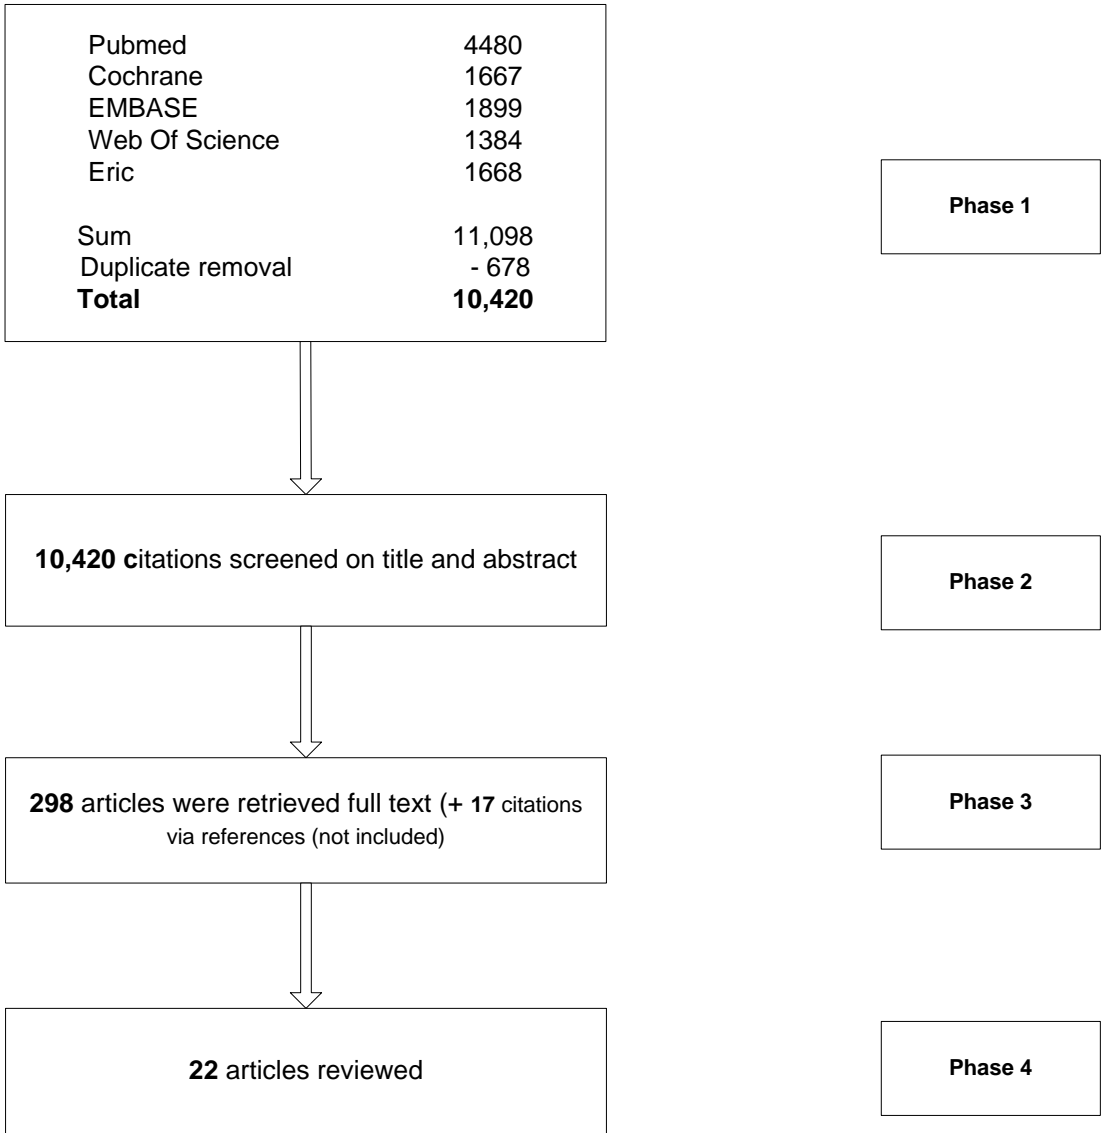 Pubmed 4480
Cochrane 1667
EMBASE 1899
Web Of Science 1384
Eric 1668
Sum 11,098
Duplicate removal - 678
Total 10,420
Phase 1
10,420 citations screened on title and abstract
Phase 2
298 articles were retrieved full text (+ 17 citations
via references (not included)
Phase 3
22 articles reviewed
Phase 4